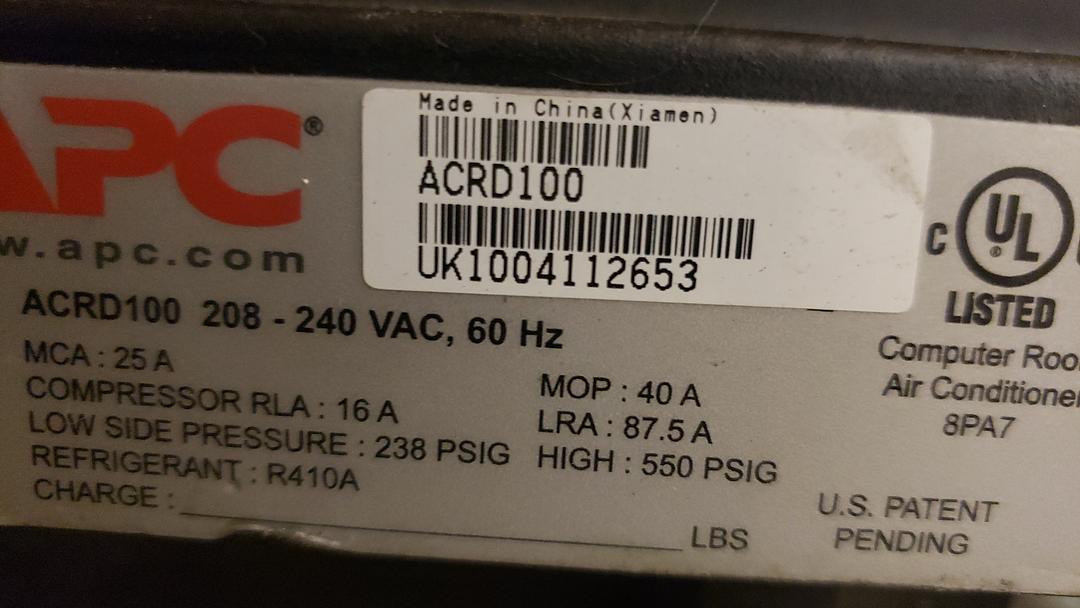 APC®
w.apc.com
Made in China(Xiamen)
ACRD100
UK1004112653
C UL® LISTED
Computer Roo
Air Conditioner
8PA7
ACRD100 208 - 240 VAC, 60 Hz
MCA : 25 A
MOP : 40 A
COMPRESSOR RLA : 16 A
LRA : 87.5 A
LOW SIDE PRESSURE : 238 PSIG
HIGH : 550 PSIG
REFRIGERANT : R410A
CHARGE : LBS
U.S. PATENT
PENDING